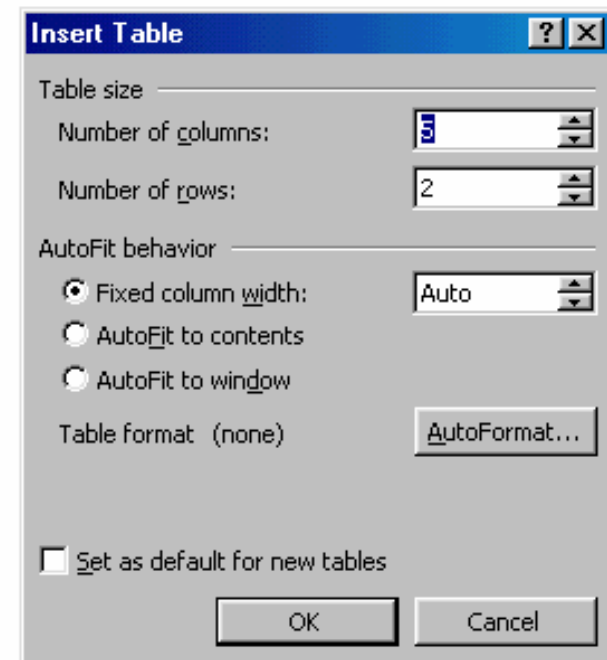 Insert Table
Table size
Number of columns: 5
Number of rows: 2
AutoFit behavior
Fixed column width: Auto
AutoFit to contents
AutoFit to window
Table format (none) AutoFormat...
Set as default for new tables
OK Cancel